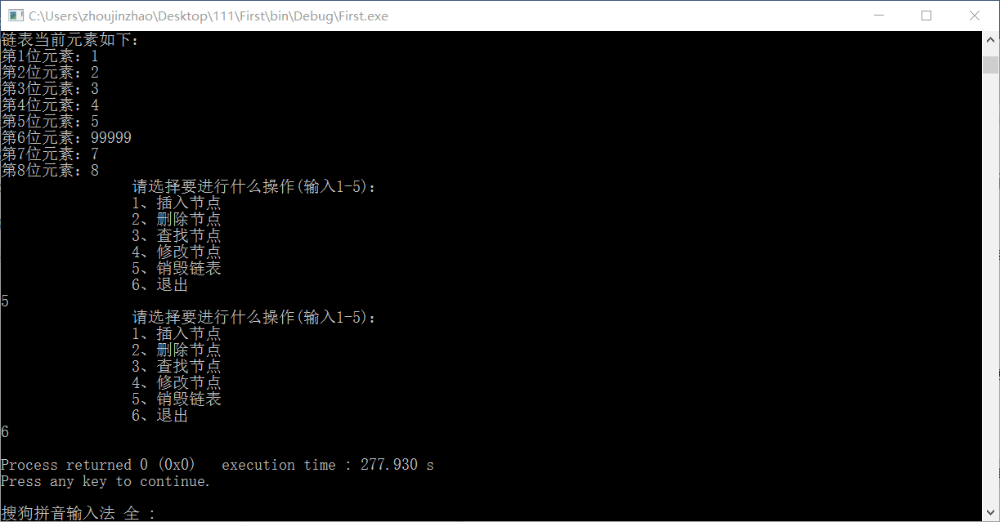 C:\Users\zhoujinzhao\Desktop\111\First\bin\Debug\First.exe
链表当前元素如下:
第1位元素: 1
第2位元素: 2
第3位元素: 3
第4位元素: 4
第5位元素: 5
第6位元素: 99999
第7位元素: 7
第8位元素: 8
请选择要进行什么操作(输入1-5):
1、插入节点
2、删除节点
3、查找节点
4、修改节点
5、销毁链表
6、退出
5
请选择要进行什么操作(输入1-5):
1、插入节点
2、删除节点
3、查找节点
4、修改节点
5、销毁链表
6、退出
6
Process returned 0 (0x0)   execution time : 277.930 s
Press any key to continue.
搜狗拼音输入法 全 :